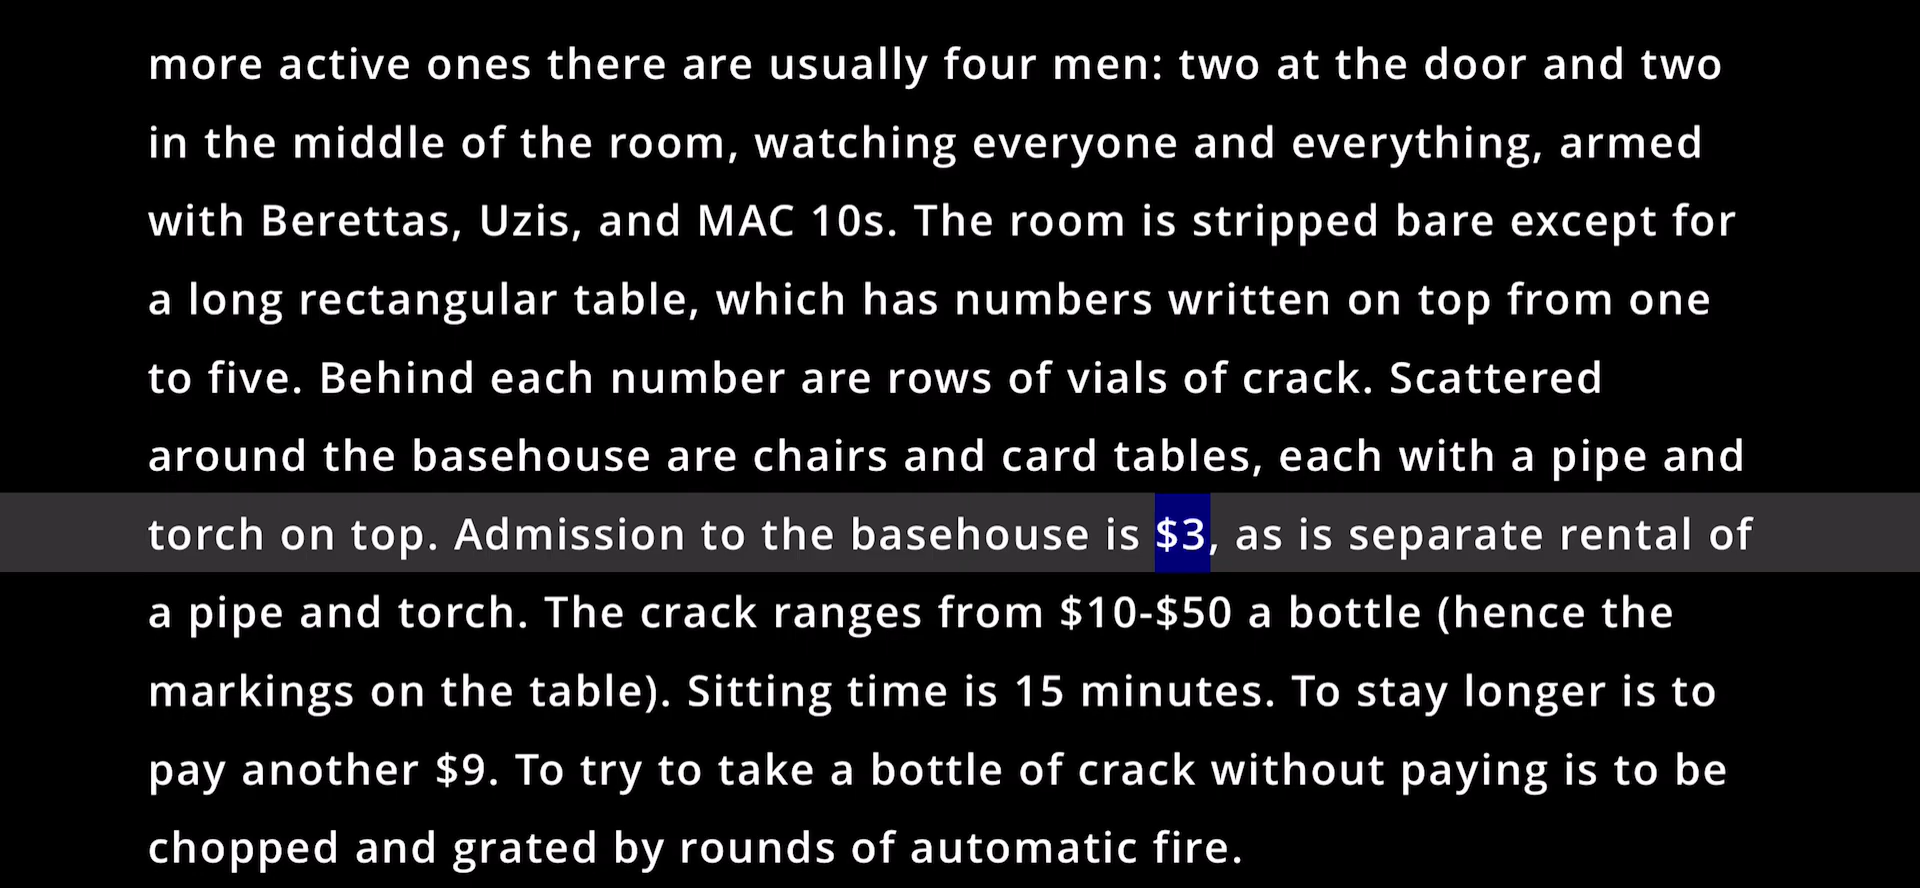 more active ones there are usually four men: two at the door and two
in the middle of the room, watching everyone and everything, armed
with Berettas, Uzis, and MAC 10s. The room is stripped bare except for
a long rectangular table, which has numbers written on top from one
to five. Behind each number are rows of vials of crack. Scattered
around the basehouse are chairs and card tables, each with a pipe and
torch on top. Admission to the basehouse is $3, as is separate rental of
a pipe and torch. The crack ranges from $10-$50 a bottle (hence the
markings on the table). Sitting time is 15 minutes. To stay longer is to
pay another $9. To try to take a bottle of crack without paying is to be
chopped and grated by rounds of automatic fire.